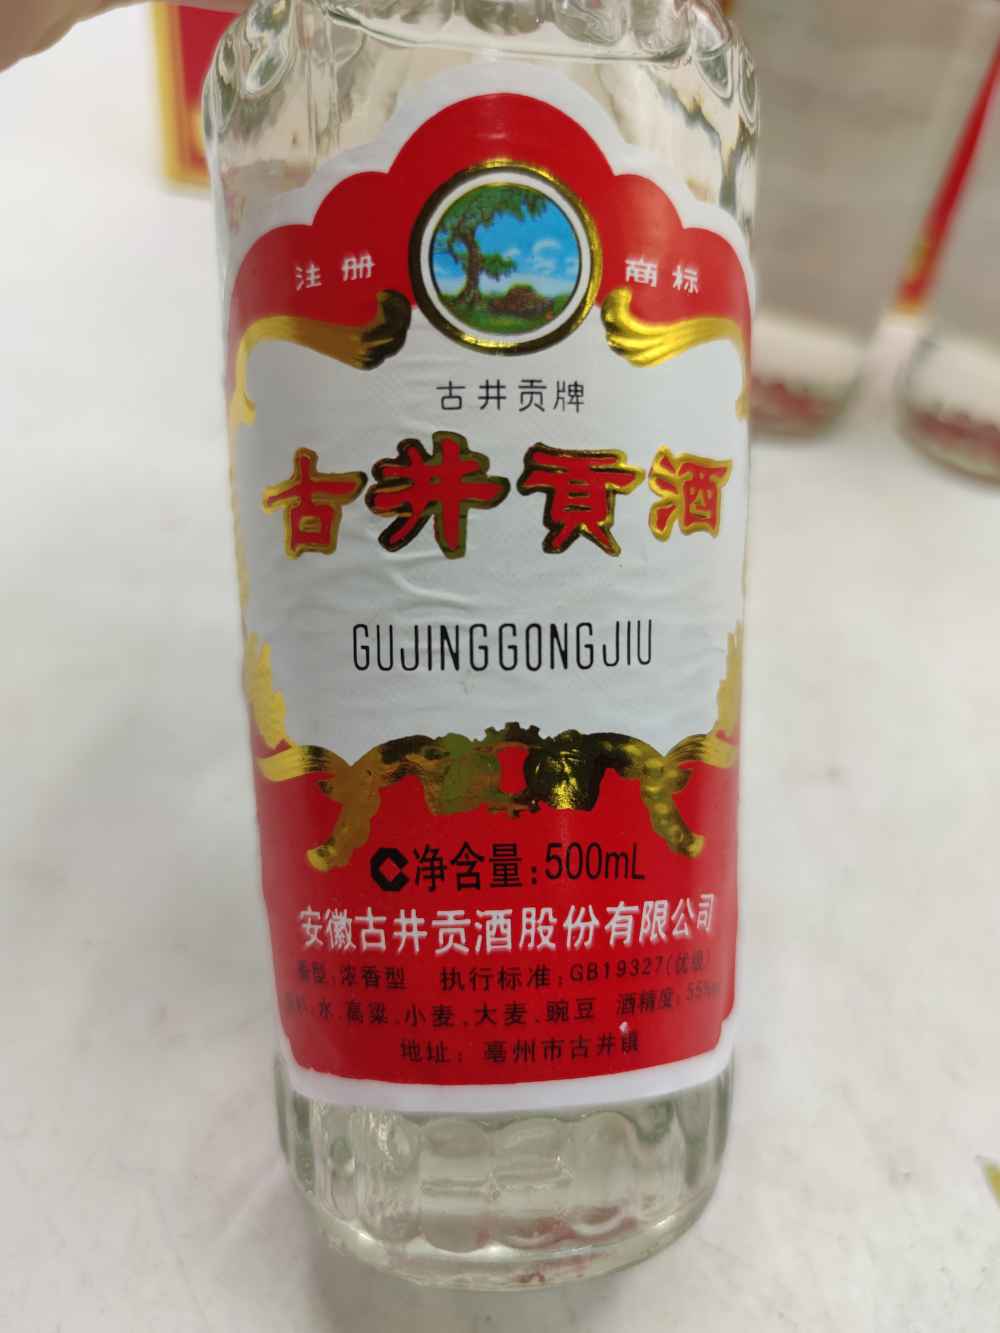 注册 商标
古井贡牌
古井贡酒
GUJINGGONGJIU
净含量:500mL
安徽古井贡酒股份有限公司
香型:浓香型 执行标准:GB19327(优级)
水、高粱、小麦、大麦、豌豆 酒精度:55%
地址:亳州市古井镇